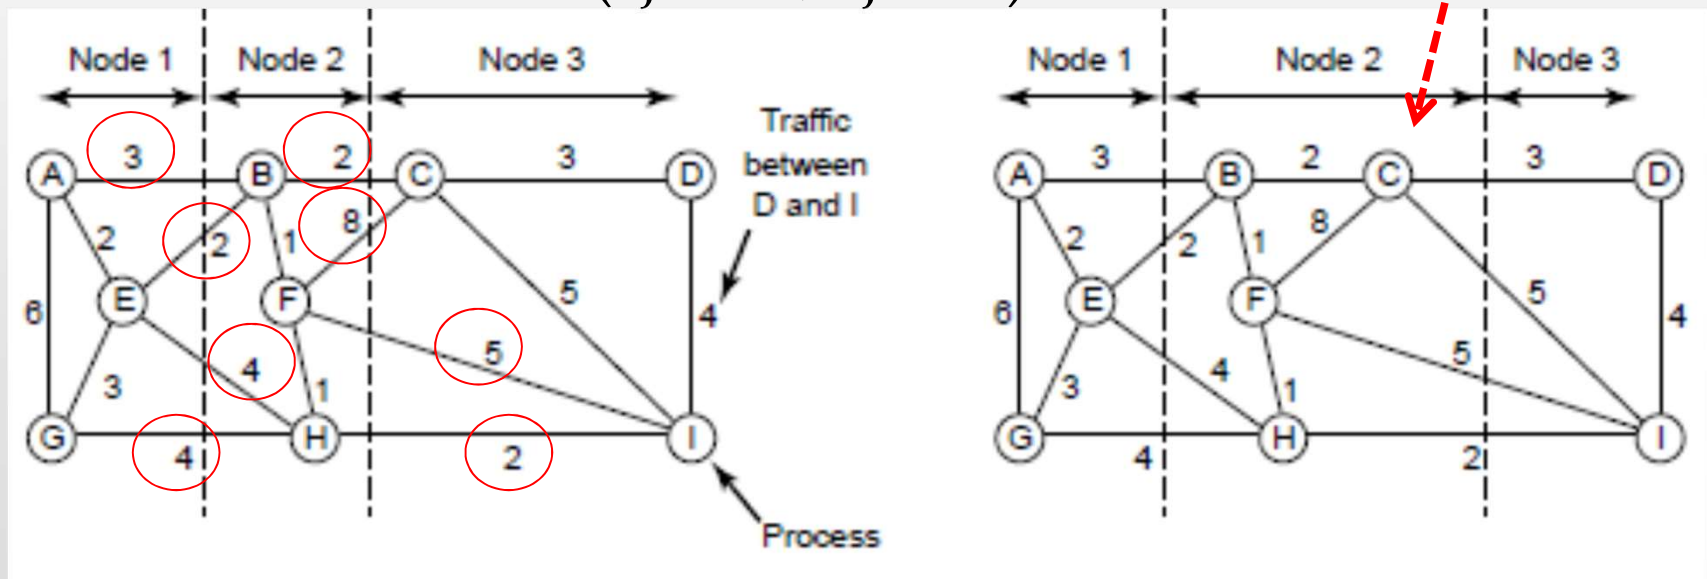 Node 1 Node 2 Node 3
Traffic
between
D and I
A 3 B 2 C 3 D
2 2 1 8
6 E F 5 4
3 4 1 5
G 4 H 2 I
Process
Node 1 Node 2 Node 3
A 3 B 2 C 3 D
2 2 1 8
6 E F 5 4
3 4 1 5
G 4 H 2 I